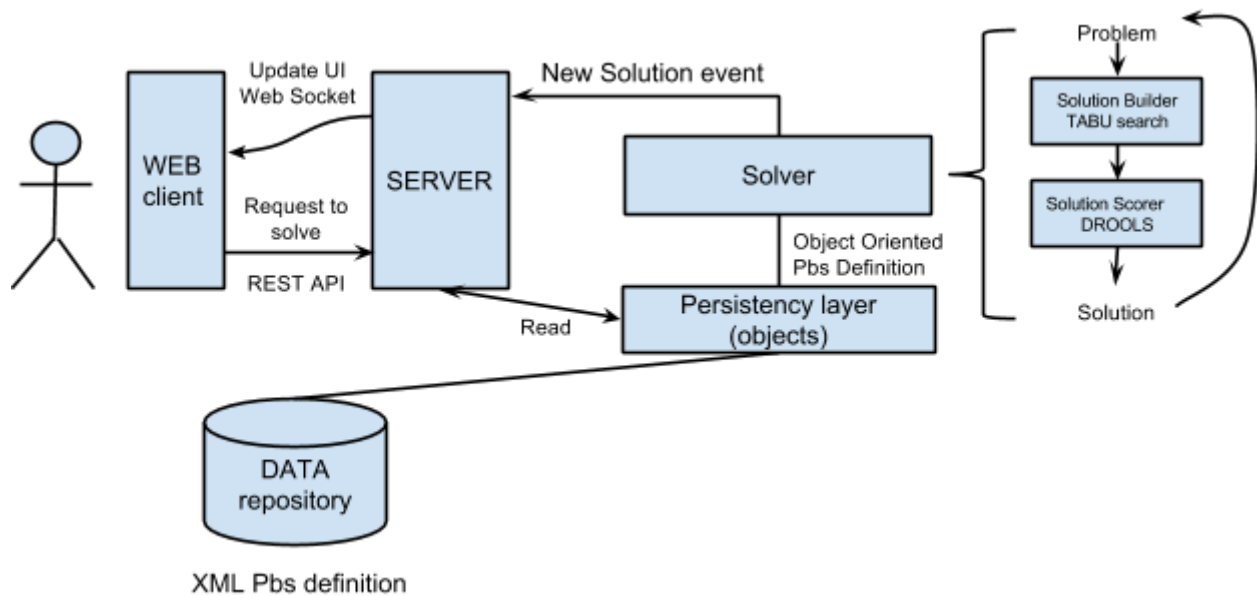 Update UI
Web Socket
WEB
client
Request to
solve
REST API
SERVER
New Solution event
Solver
Object Oriented
Pbs Definition
Read
Persistency layer
(objects)
DATA
repository
XML Pbs definition
Problem
Solution Builder
TABU search
Solution Scorer
DROOLS
Solution